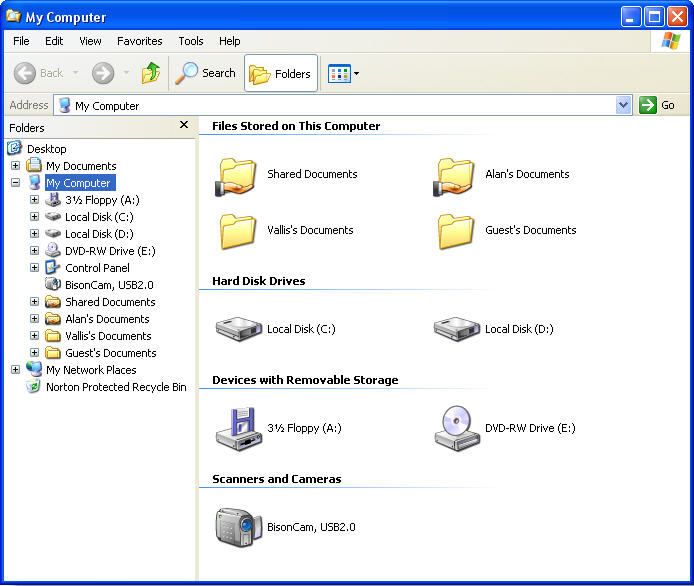 My Computer
File Edit View Favorites Tools Help
Back Search Folders
Address My Computer Go
Folders
Desktop
My Documents
My Computer
3½ Floppy (A:)
Local Disk (C:)
Local Disk (D:)
DVD-RW Drive (E:)
Control Panel
BisonCam, USB2.0
Shared Documents
Alan's Documents
Vallis's Documents
Guest's Documents
My Network Places
Norton Protected Recycle Bin
Files Stored on This Computer
Shared Documents Alan's Documents
Vallis's Documents Guest's Documents
Hard Disk Drives
Local Disk (C:) Local Disk (D:)
Devices with Removable Storage
3½ Floppy (A:) DVD-RW Drive (E:)
Scanners and Cameras
BisonCam, USB2.0